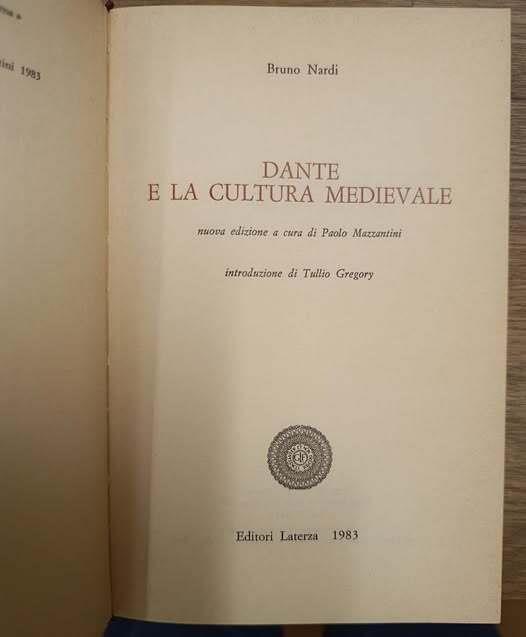 1983
Bruno Nardi
DANTE
E LA CULTURA MEDIEVALE
nuova edizione a cura di Paolo Mazzantini
introduzione di Tullio Gregory
Editori Laterza 1983